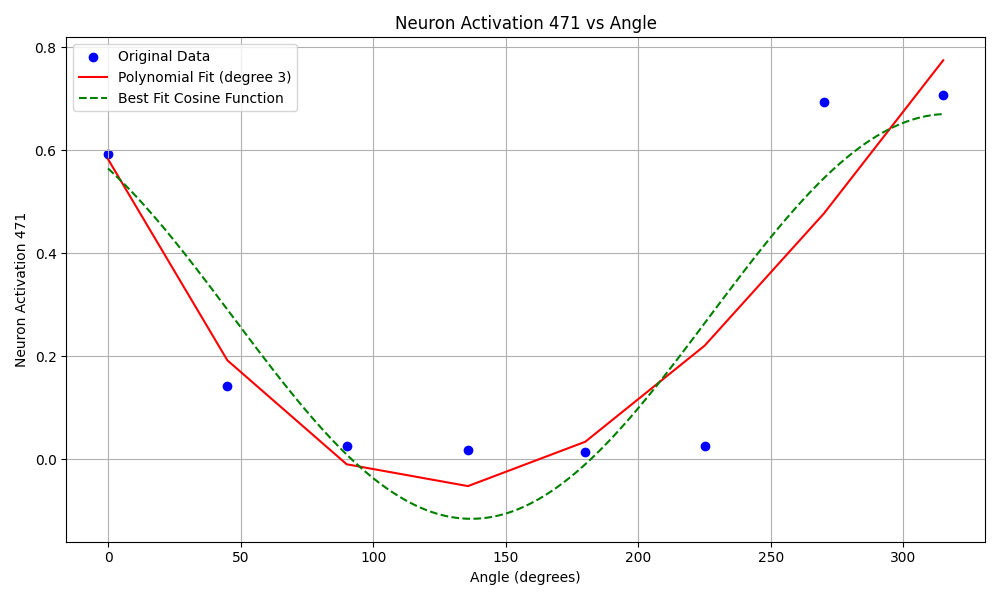 Neuron Activation 471 vs Angle
Original Data
Polynomial Fit (degree 3)
Best Fit Cosine Function
Neuron Activation 471
0.8
0.6
0.4
0.2
0.0
0
50
100
150
200
250
300
Angle (degrees)